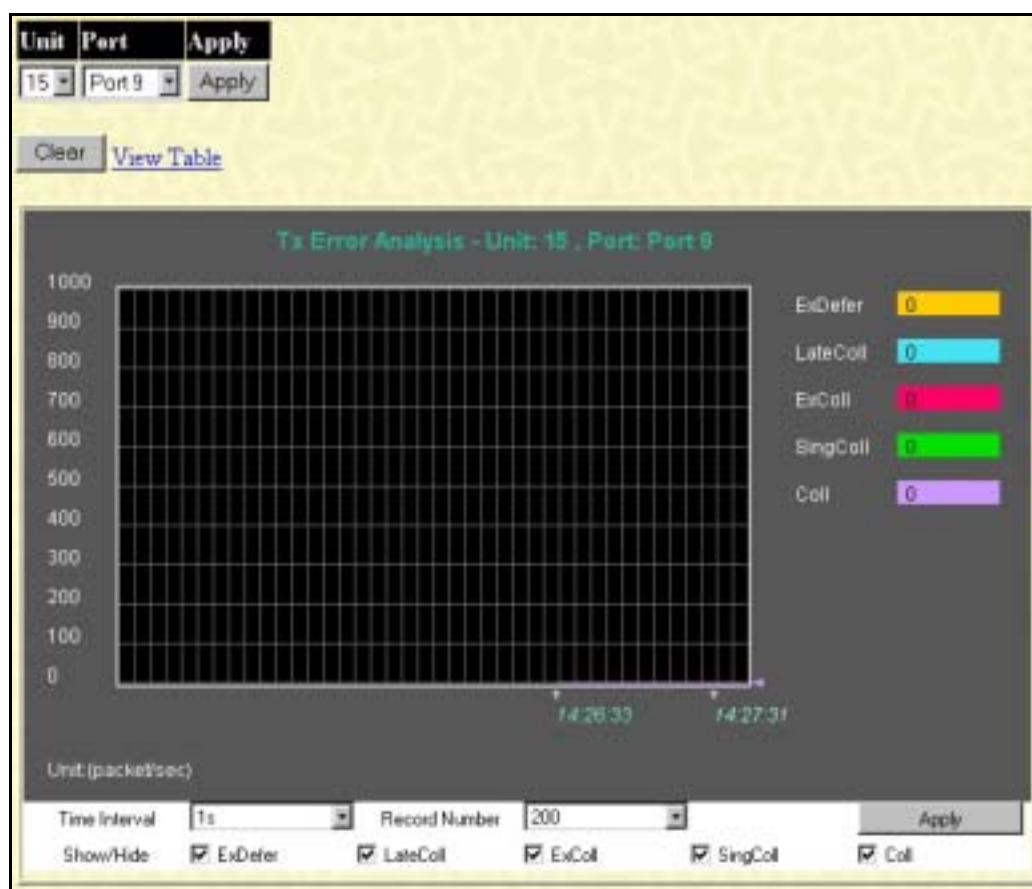 Unit Port Apply
15 Port 9 Apply
Clear View Table
Tx Error Analysis - Unit: 15 , Port: Port 9
1000
900
800
700
600
500
400
300
200
100
0
ExDefer 0
LateColl 0
ExColl 0
SingColl 0
Coll 0
14:26:33 14:27:31
Unit:(packet/sec)
Time Interval 1s Record Number 200 Apply
Show/Hide ExDefer LateColl ExColl SingColl Coll